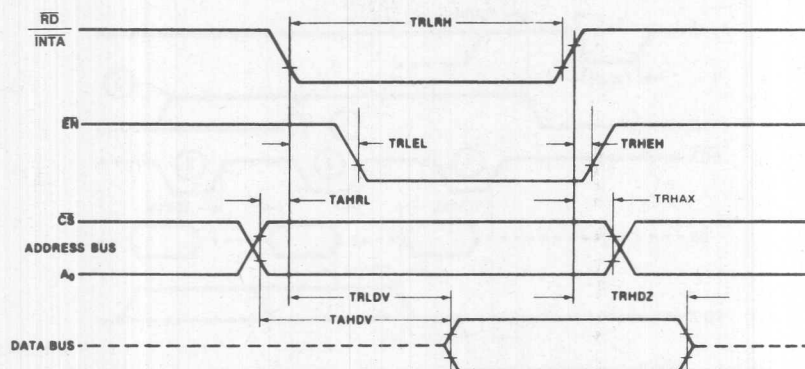 TRLRH
RD
INTA
EN
TRLEL
TRHEH
TAHRL
TRHAX
CS
ADDRESS BUS
A₀
TRLDV
TRHDZ
TAHDV
DATA BUS